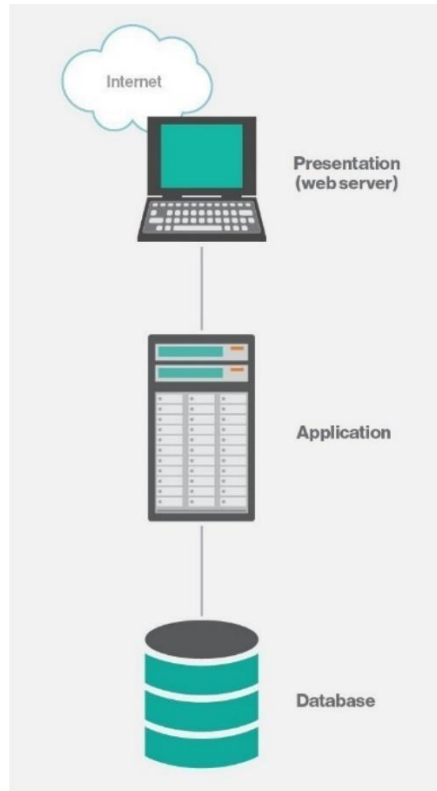 Internet
Presentation
(web server)
Application
Database